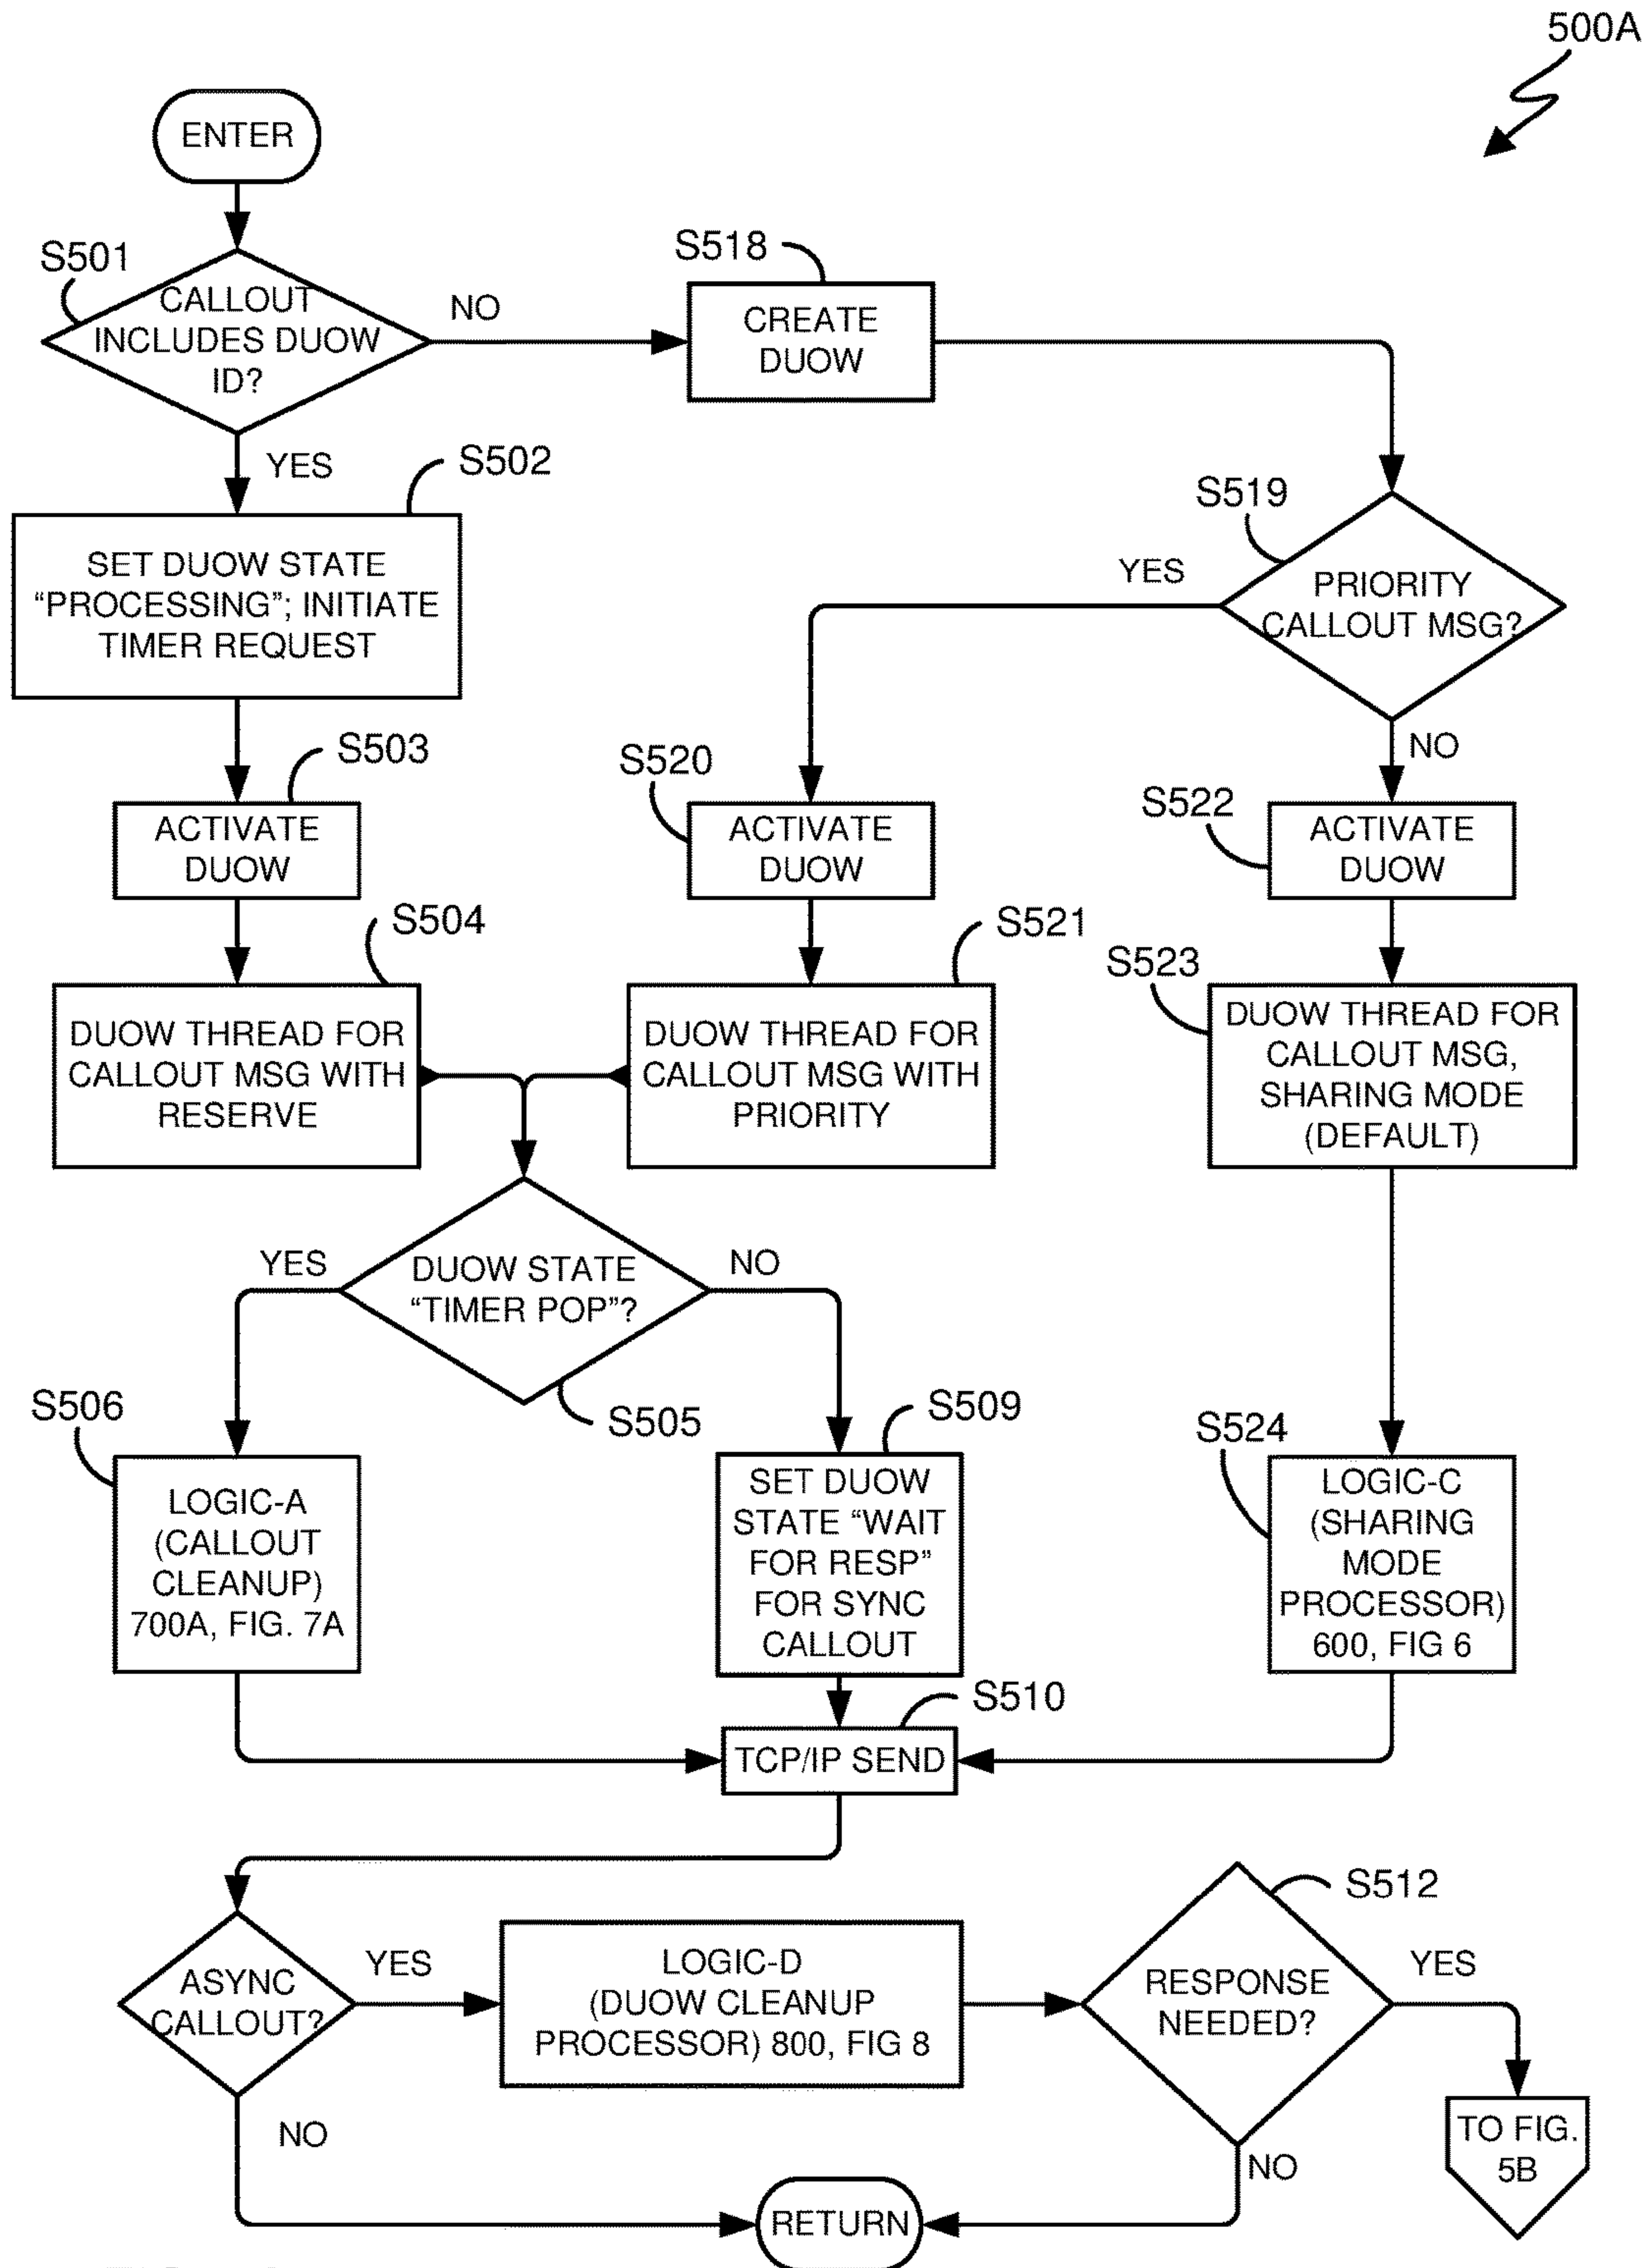 500A
ENTER
S501
CALLOUT
INCLUDES DUOW
ID?
NO
S518
CREATE
DUOW
YES
S502
SET DUOW STATE
“PROCESSING”; INITIATE
TIMER REQUEST
S519
PRIORITY
CALLOUT MSG?
YES
NO
S503
ACTIVATE
DUOW
S520
ACTIVATE
DUOW
S522
ACTIVATE
DUOW
S504
DUOW THREAD FOR
CALLOUT MSG WITH
RESERVE
S521
DUOW THREAD FOR
CALLOUT MSG WITH
PRIORITY
S523
DUOW THREAD FOR
CALLOUT MSG,
SHARING MODE
(DEFAULT)
YES
DUOW STATE
“TIMER POP”?
NO
S505
S506
LOGIC-A
(CALLOUT
CLEANUP)
700A, FIG. 7A
S509
SET DUOW
STATE “WAIT
FOR RESP”
FOR SYNC
CALLOUT
S524
LOGIC-C
(SHARING
MODE
PROCESSOR)
600, FIG 6
S510
TCP/IP SEND
ASYNC
CALLOUT?
YES
NO
LOGIC-D
(DUOW CLEANUP
PROCESSOR) 800, FIG 8
S512
RESPONSE
NEEDED?
YES
NO
TO FIG.
5B
RETURN